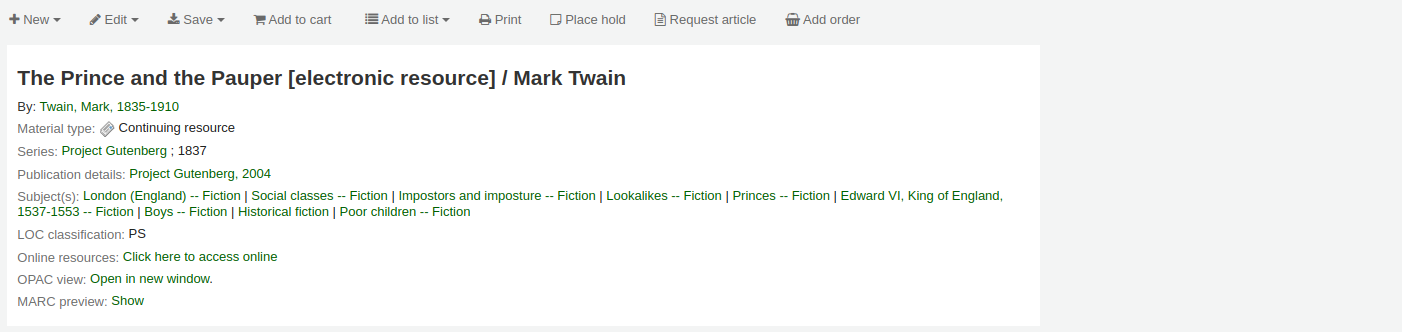 New Edit Save Add to cart Add to list Print Place hold Request article Add order
The Prince and the Pauper [electronic resource] / Mark Twain
By: Twain, Mark, 1835-1910
Material type: Continuing resource
Series: Project Gutenberg ; 1837
Publication details: Project Gutenberg, 2004
Subject(s): London (England) -- Fiction | Social classes -- Fiction | Impostors and imposture -- Fiction | Lookalikes -- Fiction | Princes -- Fiction | Edward VI, King of England,
1537-1553 -- Fiction | Boys -- Fiction | Historical fiction | Poor children -- Fiction
LOC classification: PS
Online resources: Click here to access online
OPAC view: Open in new window.
MARC preview: Show